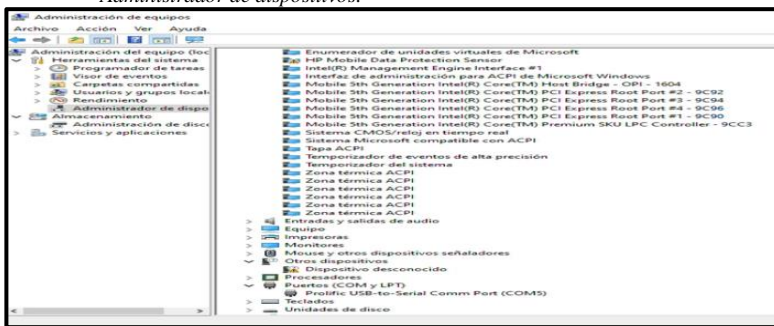 Administrador de dispositivos.
Administración de equipos
Archivo Acción Ver Ayuda
Administración del equipo (loc
Herramientas del sistema
Programador de tareas
Visor de eventos
Carpetas compartidas
Usuarios y grupos local
Rendimiento
Administrador de dispo
Almacenamiento
Administración de disc
Servicios y aplicaciones
Enumerador de unidades virtuales de Microsoft
HP Mobile Data Protection Sensor
Intel(R) Management Engine Interface #1
Interfaz de administración para ACPI de Microsoft Windows
Mobile 5th Generation Intel(R) Core(TM) Host Bridge - OPI - 1604
Mobile 5th Generation Intel(R) Core(TM) PCI Express Root Port #2 - 9C92
Mobile 5th Generation Intel(R) Core(TM) PCI Express Root Port #3 - 9C94
Mobile 5th Generation Intel(R) Core(TM) PCI Express Root Port #4 - 9C96
Mobile 5th Generation Intel(R) Core(TM) PCI Express Root Port #1 - 9C90
Mobile 5th Generation Intel(R) Core(TM) Premium SKU LPC Controller - 9CC3
Sistema CMOS/reloj en tiempo real
Sistema Microsoft compatible con ACPI
Tapa ACPI
Temporizador de eventos de alta precisión
Temporizador del sistema
Zona térmica ACPI
Zona térmica ACPI
Zona térmica ACPI
Zona térmica ACPI
Zona térmica ACPI
Entradas y salidas de audio
Equipo
Impresoras
Monitores
Mouse y otros dispositivos señaladores
Otros dispositivos
Dispositivo desconocido
Procesadores
Puertos (COM y LPT)
Prolific USB-to-Serial Comm Port (COM5)
Teclados
Unidades de disco